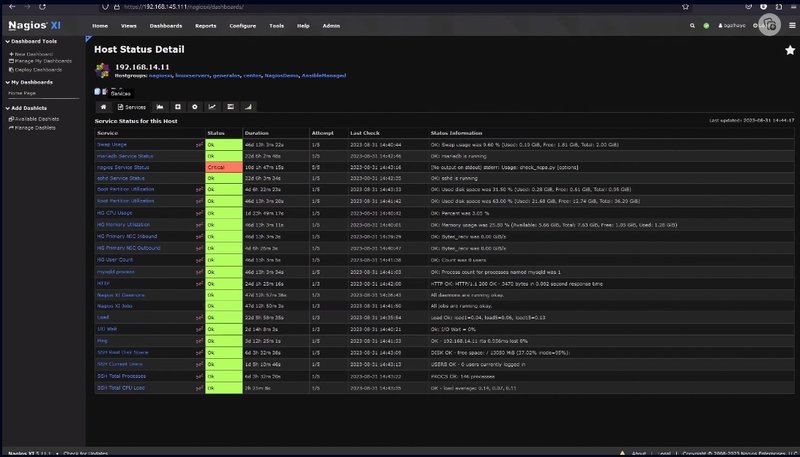 https://192.168.145.111/nagiosxi/dashboards/
Nagios XI Home Views Dashboards Reports Configure Tools Help Admin
Dashboard Tools
New Dashboard
Manage My Dashboards
Deploy Dashboards
My Dashboards
Home Page
Add Dashlets
Available Dashlets
Manage Dashlets
Host Status Detail
192.168.14.11
Hostgroups: nagiosxi, linuxservers, generalos, centos, NagiosDemo, AnsibleManaged
Services
Services
Service Status for this Host Last updated: 2023-08-31 14:44:17
Service Status Duration Attempt Last Check Status Information
Swap Usage Ok 46d 13h 3m 22s 1/5 2023-08-31 14:40:44 OK: Swap usage was 9.60 % (Used: 0.19 GiB, Free: 1.81 GiB, Total: 2.00 GiB)
mariadb Service Status Ok 22d 6h 2m 48s 1/5 2023-08-31 14:42:46 OK: mariadb is running
nagios Service Status Critical 10d 1h 47m 15s 5/5 2023-08-31 14:43:16 [No output on stdout] stderr: Usage: check_ncpa.py [options]
sshd Service Status Ok 22d 6h 3m 34s 1/5 2023-08-31 14:42:35 OK: sshd is running
Boot Partition Utilization Ok 4d 6h 22m 23s 1/5 2023-08-31 14:43:33 OK: Used disk space was 31.50 % (Used: 0.28 GiB, Free: 0.61 GiB, Total: 0.95 GiB)
Root Partition Utilization Ok 46d 13h 3m 20s 1/5 2023-08-31 14:41:42 OK: Used disk space was 63.00 % (Used: 21.68 GiB, Free: 12.74 GiB, Total: 36.20 GiB)
HG CPU Usage Ok 1d 23h 49m 17s 1/5 2023-08-31 14:40:42 OK: Percent was 3.05 %
HG Memory Utilization Ok 46d 13h 3m 11s 1/5 2023-08-31 14:40:01 OK: Memory usage was 25.80 % (Available: 5.66 GiB, Total: 7.63 GiB, Free: 1.05 GiB, Used: 1.28 GiB)
HG Primary NIC Inbound Ok 46d 13h 3m 3s 1/5 2023-08-31 14:39:29 OK: Bytes_recv was 0.00 GiB/s
HG Primary NIC Outbound Ok 4d 6h 26m 3s 1/5 2023-08-31 14:40:47 OK: Bytes_recv was 0.00 GiB/s
HG User Count Ok 46d 13h 3m 5s 1/5 2023-08-31 14:41:38 OK: Count was 0 users
mysqld process Ok 46d 13h 3m 34s 1/5 2023-08-31 14:41:03 OK: Process count for processes named mysqld was 1
HTTP Ok 24d 1h 25m 16s 1/5 2023-08-31 14:43:00 HTTP OK: HTTP/1.1 200 OK - 3470 bytes in 0.002 second response time
Nagios XI Daemons Ok 47d 12h 57m 36s 1/3 2023-08-31 14:36:43 All daemons are running okay.
Nagios XI Jobs Ok 47d 12h 50m 3s 1/3 2023-08-31 14:41:50 All jobs are running okay.
Load Ok 22d 5h 58m 35s 1/3 2023-08-31 14:35:54 Load Ok: load1=0.04, load5=0.06, load15=0.13
I/O Wait Ok 2d 14h 8m 3s 1/3 2023-08-31 14:40:21 Ok: I/O Wait = 0%
Ping Ok 3d 12h 25m 1s 1/5 2023-08-31 14:43:33 OK - 192.168.14.11 rta 0.036ms lost 0%
SSH Root Disk Space Ok 6d 3h 32m 38s 1/5 2023-08-31 14:43:09 DISK OK - free space: / 13050 MiB (37.02% inode=99%):
SSH Current Users Ok 1d 5h 10m 46s 1/5 2023-08-31 14:43:13 USERS OK - 0 users currently logged in
SSH Total Processes Ok 6d 3h 32m 20s 1/5 2023-08-31 14:43:22 PROCS OK: 146 processes
SSH Total CPU Load Ok 2h 21m 8s 1/5 2023-08-31 14:43:35 OK - load average: 0.14, 0.07, 0.11
Nagios XI 5.11.1 Check for Updates About Legal Copyright © 2008-2023 Nagios Enterprises, LLC